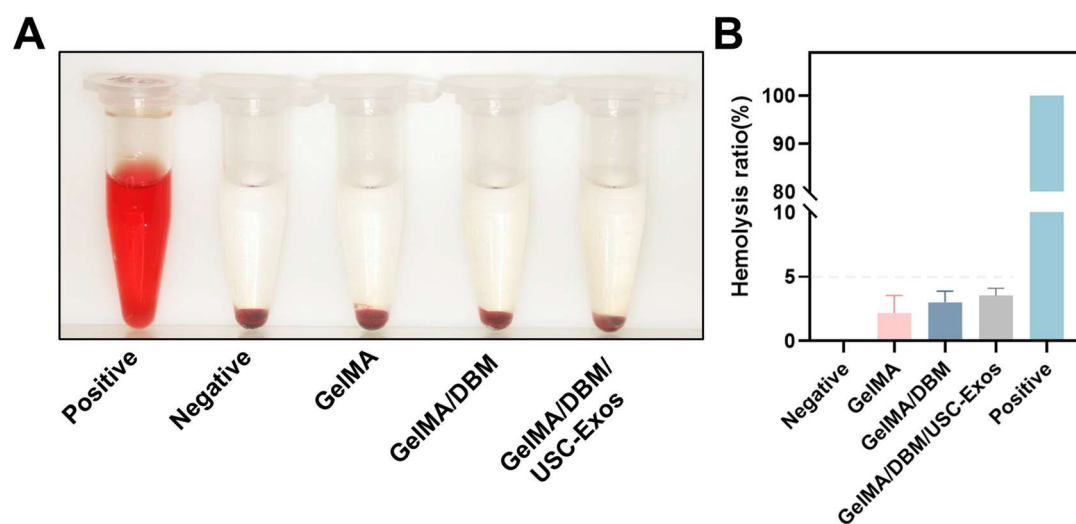 A
Positive
Negative
GelMA
GelMA/DBM
GelMA/DBM/
USC-Exos
B
Hemolysis ratio(%)
100
90
80
10
5
0
Negative
GelMA
GelMA/DBM
GelMA/DBM/USC-Exos
Positive